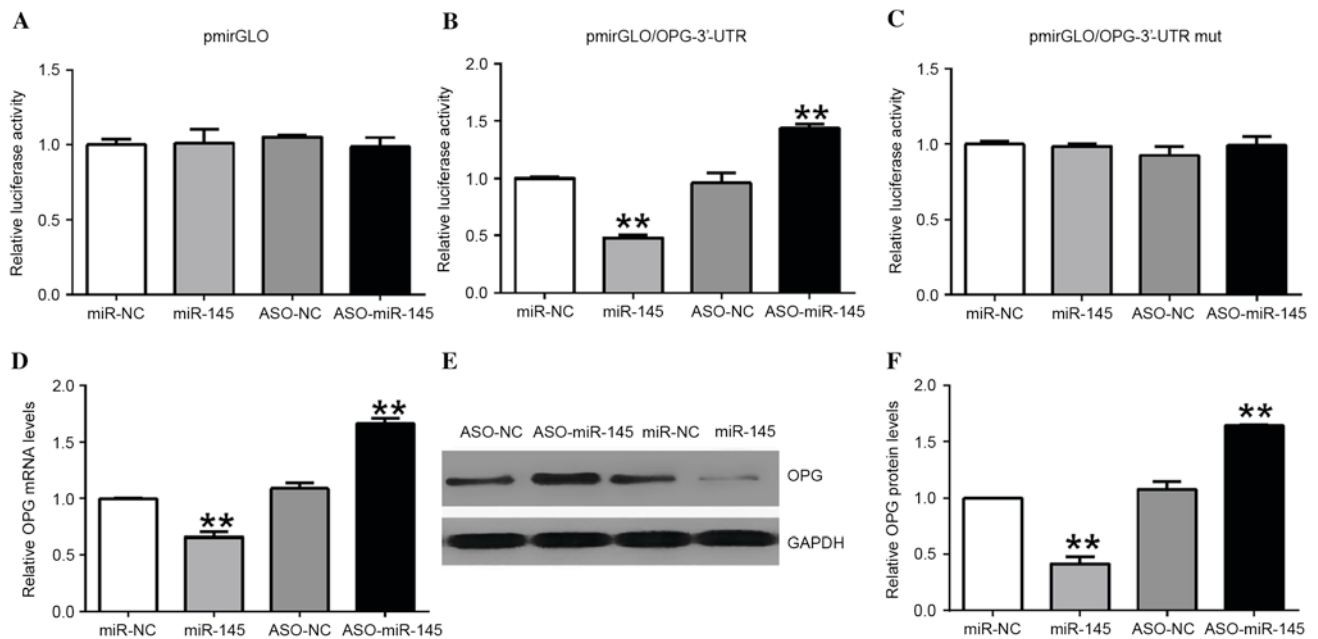 A
pmirGLO
Relative luciferase activity
1.5
1.0
0.5
0.0
miR-NC miR-145 ASO-NC ASO-miR-145
B
pmirGLO/OPG-3'-UTR
Relative luciferase activity
2.0
1.5
1.0
0.5
0.0
**
**
miR-NC miR-145 ASO-NC ASO-miR-145
C
pmirGLO/OPG-3'-UTR mut
Relative luciferase activity
1.5
1.0
0.5
0.0
miR-NC miR-145 ASO-NC ASO-miR-145
D
Relative OPG mRNA levels
2.0
1.5
1.0
0.5
0.0
**
**
miR-NC miR-145 ASO-NC ASO-miR-145
E
ASO-NC ASO-miR-145 miR-NC miR-145
OPG
GAPDH
F
Relative OPG protein levels
2.0
1.5
1.0
0.5
0.0
**
**
miR-NC miR-145 ASO-NC ASO-miR-145